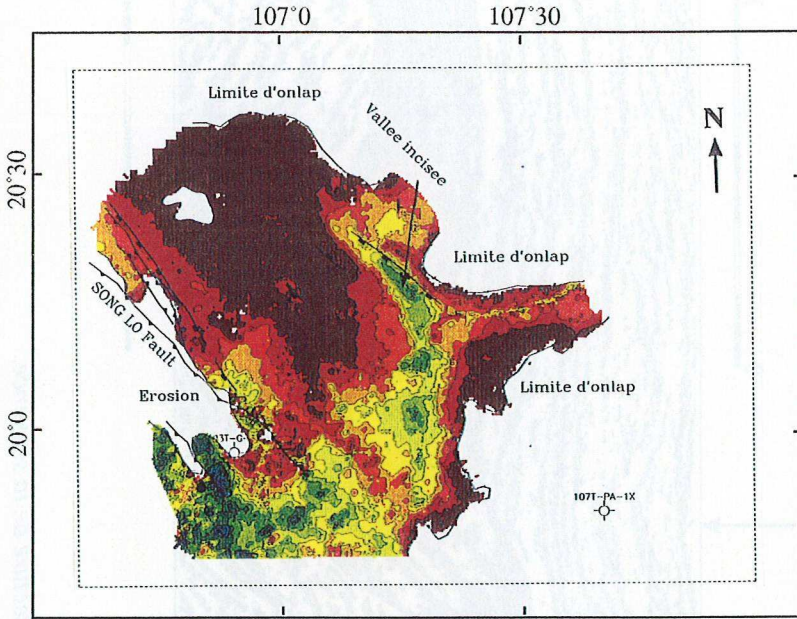 107°0
107°30
Limite d'onlap
Vallee incisee
N
20°30
Limite d'onlap
SONG LO Fault
Limite d'onlap
Erosion
20°0
13T-G
107T-PA-1X